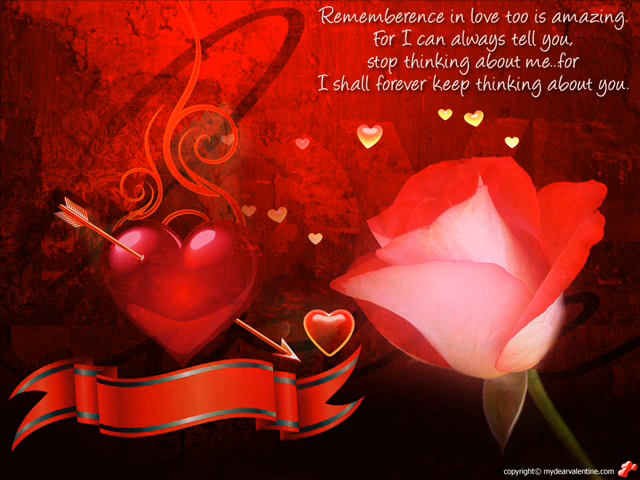 Rememberence in love too is amazing.
For I can always tell you,
stop thinking about me..for
I shall forever keep thinking about you.
copyright© mydearvalentine.com